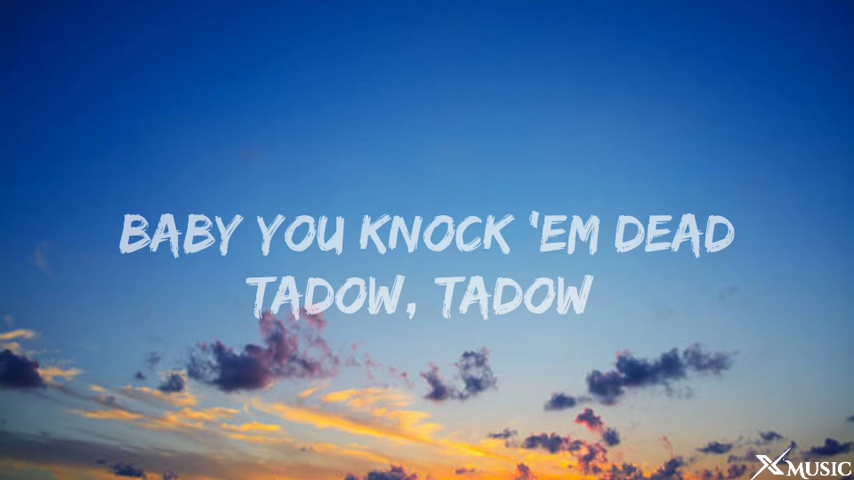 BABY YOU KNOCK 'EM DEAD
TADOW, TADOW
XMUSIC